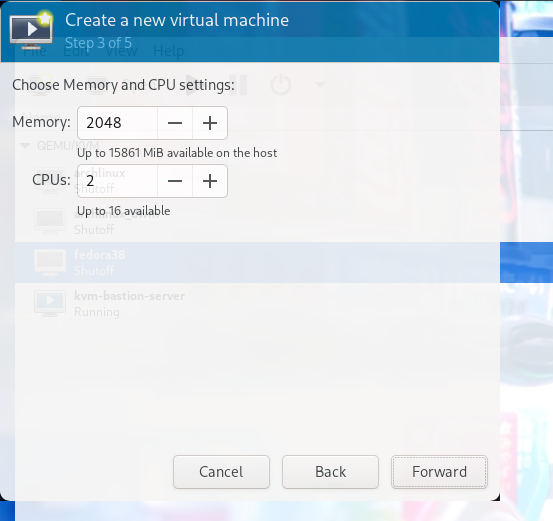 Create a new virtual machine
Step 3 of 5
File Edit View Help
Choose Memory and CPU settings:
Memory: 2048
Up to 15861 MiB available on the host
QEMU/KVM
archlinux
Shutoff
CPUs: 2
Up to 16 available
Shutoff
fedora38
Shutoff
kvm-bastion-server
Running
Cancel Back Forward